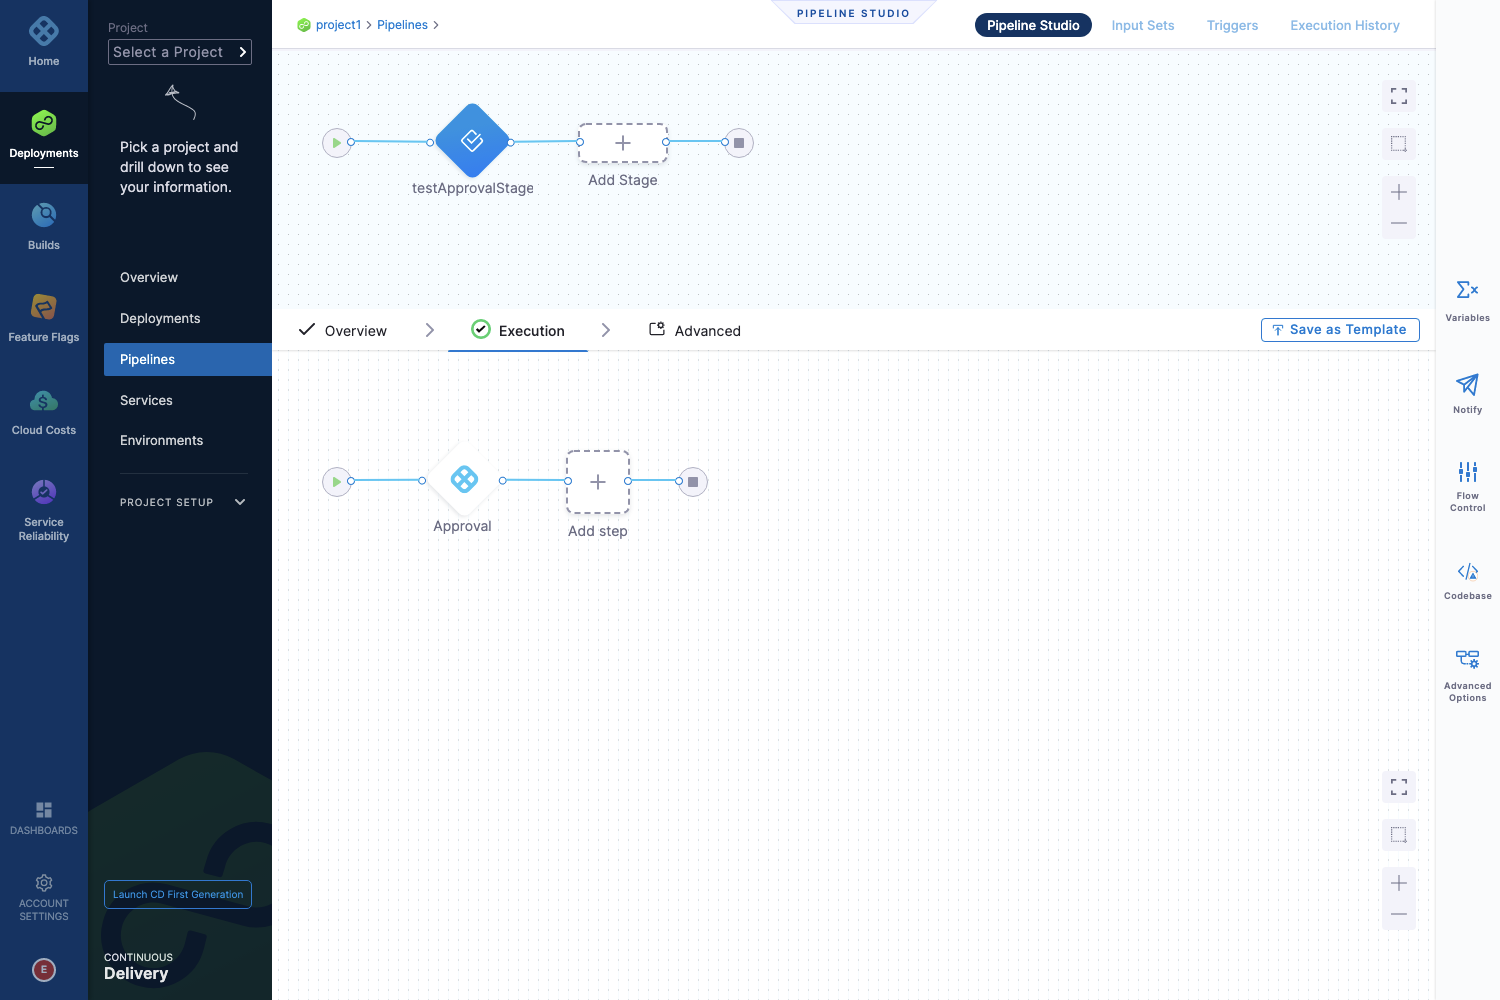 Home
Deployments
Builds
Feature Flags
Cloud Costs
Service
Reliability
DASHBOARDS
ACCOUNT
SETTINGS
E
Project
Select a Project
Pick a project and
drill down to see
your information.
Overview
Deployments
Pipelines
Services
Environments
PROJECT SETUP
Launch CD First Generation
CONTINUOUS
Delivery
project1 > Pipelines >
PIPELINE STUDIO
Pipeline Studio
Input Sets
Triggers
Execution History
testApprovalStage
Add Stage
Overview
Execution
Advanced
Save as Template
Approval
Add step
Variables
Notify
Flow
Control
Codebase
Advanced
Options